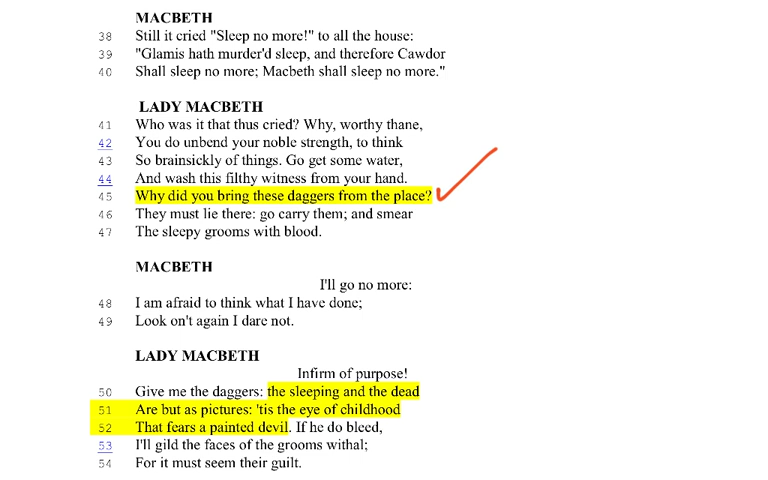 MACBETH
38 Still it cried "Sleep no more!" to all the house:
39 "Glamis hath murder'd sleep, and therefore Cawdor
40 Shall sleep no more; Macbeth shall sleep no more."
LADY MACBETH
41 Who was it that thus cried? Why, worthy thane,
42 You do unbend your noble strength, to think
43 So brainsickly of things. Go get some water,
44 And wash this filthy witness from your hand.
45 Why did you bring these daggers from the place?
46 They must lie there: go carry them; and smear
47 The sleepy grooms with blood.
MACBETH
I'll go no more:
48 I am afraid to think what I have done;
49 Look on't again I dare not.
LADY MACBETH
Infirm of purpose!
50 Give me the daggers: the sleeping and the dead
51 Are but as pictures: 'tis the eye of childhood
52 That fears a painted devil. If he do bleed,
53 I'll gild the faces of the grooms withal;
54 For it must seem their guilt.